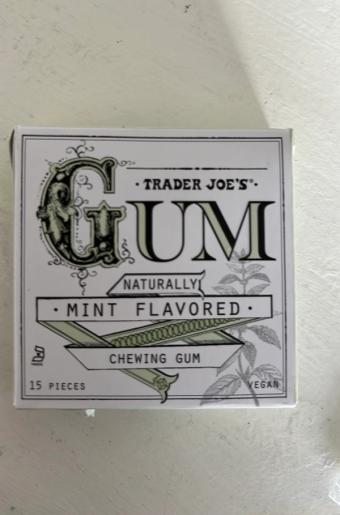 · TRADER JOE'S® ·
GUM
NATURALLY
· MINT FLAVORED ·
CHEWING GUM
15 PIECES
VEGAN